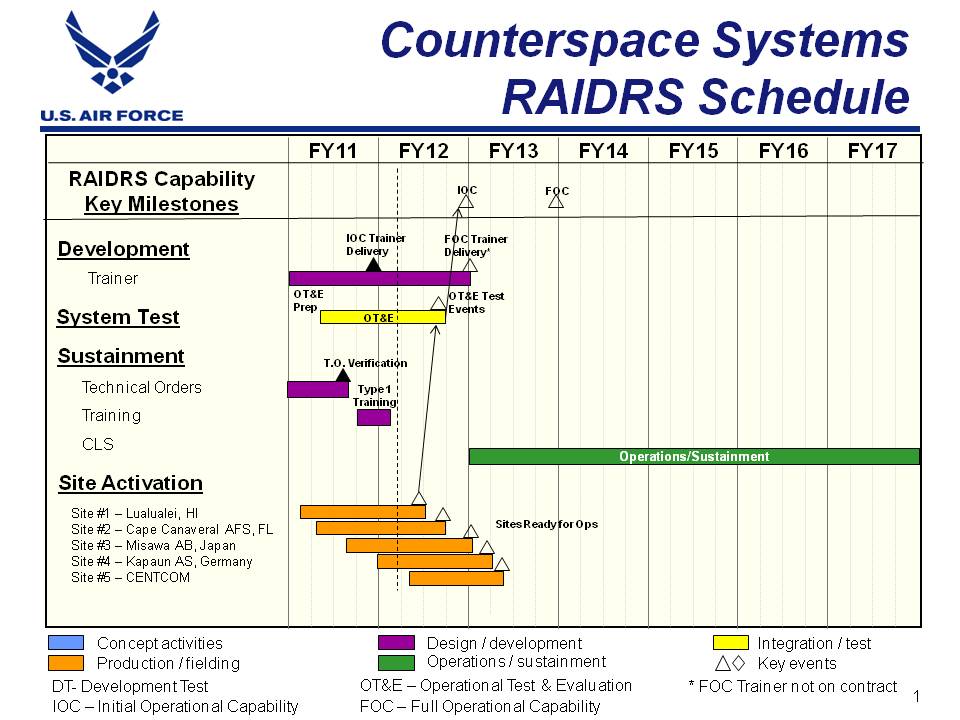 Counterspace Systems
RAIDRS Schedule
U.S. AIR FORCE
FY11 FY12 FY13 FY14 FY15 FY16 FY17
RAIDRS Capability
Key Milestones
IOC
FOC
Development
IOC Trainer
Delivery
FOC Trainer
Delivery*
Trainer
OT&E
Prep
OT&E Test
Events
System Test
OT&E
Sustainment
T.O. Verification
Technical Orders
Type 1
Training
Training
CLS
Operations/Sustainment
Site Activation
Site #1 – Lualualei, HI
Site #2 – Cape Canaveral AFS, FL
Sites Ready for Ops
Site #3 – Misawa AB, Japan
Site #4 – Kapaun AS, Germany
Site #5 – CENTCOM
Concept activities
Design / development
Integration / test
Production / fielding
Operations / sustainment
Key events
DT- Development Test
OT&E – Operational Test & Evaluation
* FOC Trainer not on contract
IOC – Initial Operational Capability
FOC – Full Operational Capability
1